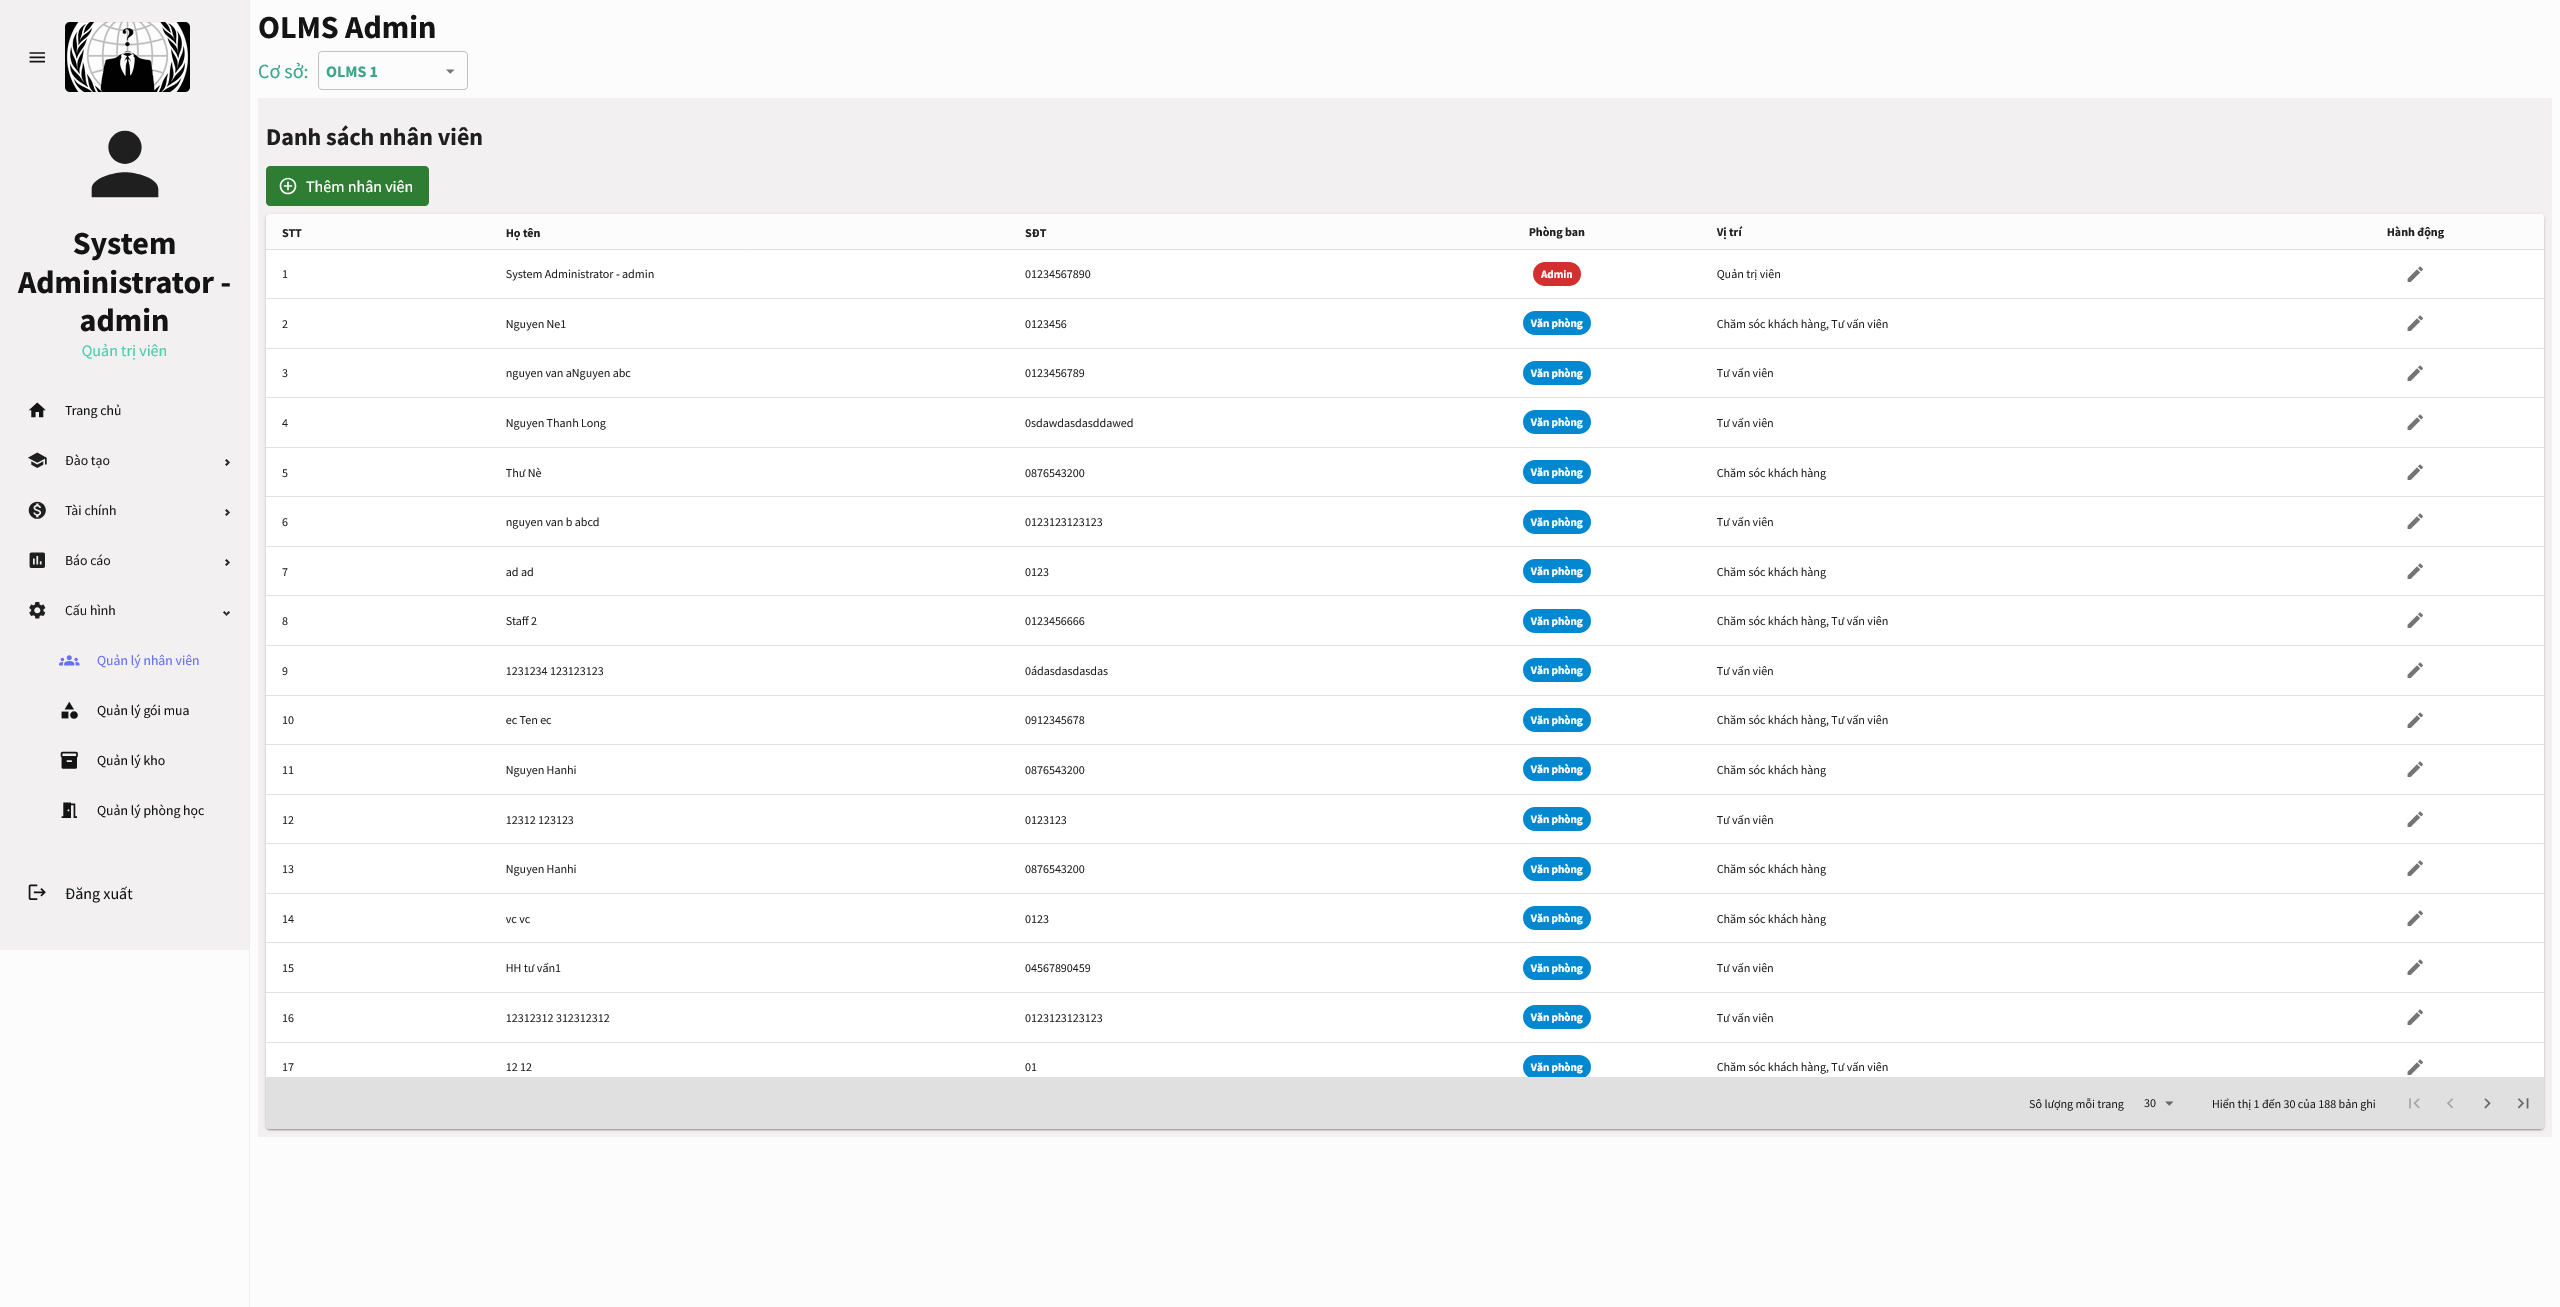 OLMS Admin
Cơ sở: OLMS 1
System
Administrator -
admin
Quản trị viên
Trang chủ
Đào tạo
Tài chính
Báo cáo
Cấu hình
Quản lý nhân viên
Quản lý gói mua
Quản lý kho
Quản lý phòng học
Đăng xuất
Danh sách nhân viên
Thêm nhân viên
STT Họ tên SĐT Phòng ban Vị trí Hành động
1 System Administrator - admin 01234567890 Admin Quản trị viên
2 Nguyen Ne1 0123456 Văn phòng Chăm sóc khách hàng, Tư vấn viên
3 nguyen van aNguyen abc 0123456789 Văn phòng Tư vấn viên
4 Nguyen Thanh Long 0sdawdasdasddawed Văn phòng Tư vấn viên
5 Thư Nè 0876543200 Văn phòng Chăm sóc khách hàng
6 nguyen van b abcd 0123123123123 Văn phòng Tư vấn viên
7 ad ad 0123 Văn phòng Chăm sóc khách hàng
8 Staff 2 0123456666 Văn phòng Chăm sóc khách hàng, Tư vấn viên
9 1231234 123123123 0ádasdasdasdas Văn phòng Tư vấn viên
10 ec Ten ec 0912345678 Văn phòng Chăm sóc khách hàng, Tư vấn viên
11 Nguyen Hanhi 0876543200 Văn phòng Chăm sóc khách hàng
12 12312 123123 0123123 Văn phòng Tư vấn viên
13 Nguyen Hanhi 0876543200 Văn phòng Chăm sóc khách hàng
14 vc vc 0123 Văn phòng Chăm sóc khách hàng
15 HH tư vấn1 04567890459 Văn phòng Tư vấn viên
16 12312312 312312312 0123123123123 Văn phòng Tư vấn viên
17 12 12 01 Văn phòng Chăm sóc khách hàng, Tư vấn viên
Số lượng mỗi trang 30 Hiển thị 1 đến 30 của 188 bản ghi